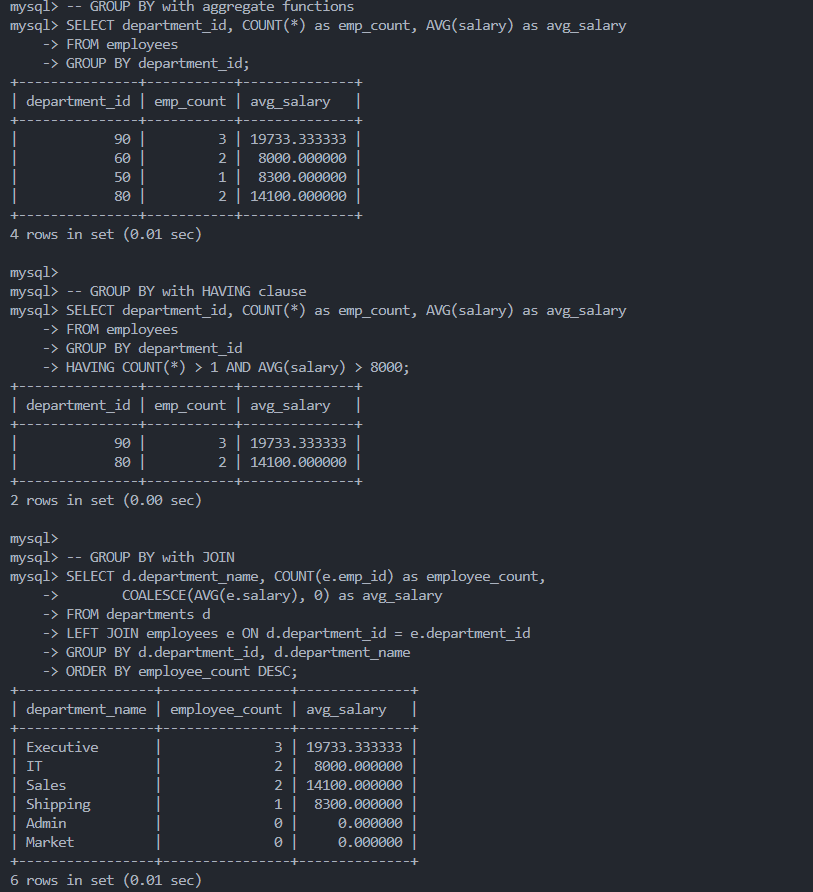 mysql> -- GROUP BY with aggregate functions
mysql> SELECT department_id, COUNT(*) as emp_count, AVG(salary) as avg_salary
    -> FROM employees
    -> GROUP BY department_id;
+---------------+-----------+--------------+
| department_id | emp_count | avg_salary   |
+---------------+-----------+--------------+
|            90 |         3 | 19733.333333 |
|            60 |         2 |  8000.000000 |
|            50 |         1 |  8300.000000 |
|            80 |         2 | 14100.000000 |
+---------------+-----------+--------------+
4 rows in set (0.01 sec)

mysql>
mysql> -- GROUP BY with HAVING clause
mysql> SELECT department_id, COUNT(*) as emp_count, AVG(salary) as avg_salary
    -> FROM employees
    -> GROUP BY department_id
    -> HAVING COUNT(*) > 1 AND AVG(salary) > 8000;
+---------------+-----------+--------------+
| department_id | emp_count | avg_salary   |
+---------------+-----------+--------------+
|            90 |         3 | 19733.333333 |
|            80 |         2 | 14100.000000 |
+---------------+-----------+--------------+
2 rows in set (0.00 sec)

mysql>
mysql> -- GROUP BY with JOIN
mysql> SELECT d.department_name, COUNT(e.emp_id) as employee_count,
    ->        COALESCE(AVG(e.salary), 0) as avg_salary
    -> FROM departments d
    -> LEFT JOIN employees e ON d.department_id = e.department_id
    -> GROUP BY d.department_id, d.department_name
    -> ORDER BY employee_count DESC;
+-----------------+----------------+--------------+
| department_name | employee_count | avg_salary   |
+-----------------+----------------+--------------+
| Executive       |              3 | 19733.333333 |
| IT              |              2 |  8000.000000 |
| Sales           |              2 | 14100.000000 |
| Shipping        |              1 |  8300.000000 |
| Admin           |              0 |     0.000000 |
| Market          |              0 |     0.000000 |
+-----------------+----------------+--------------+
6 rows in set (0.01 sec)